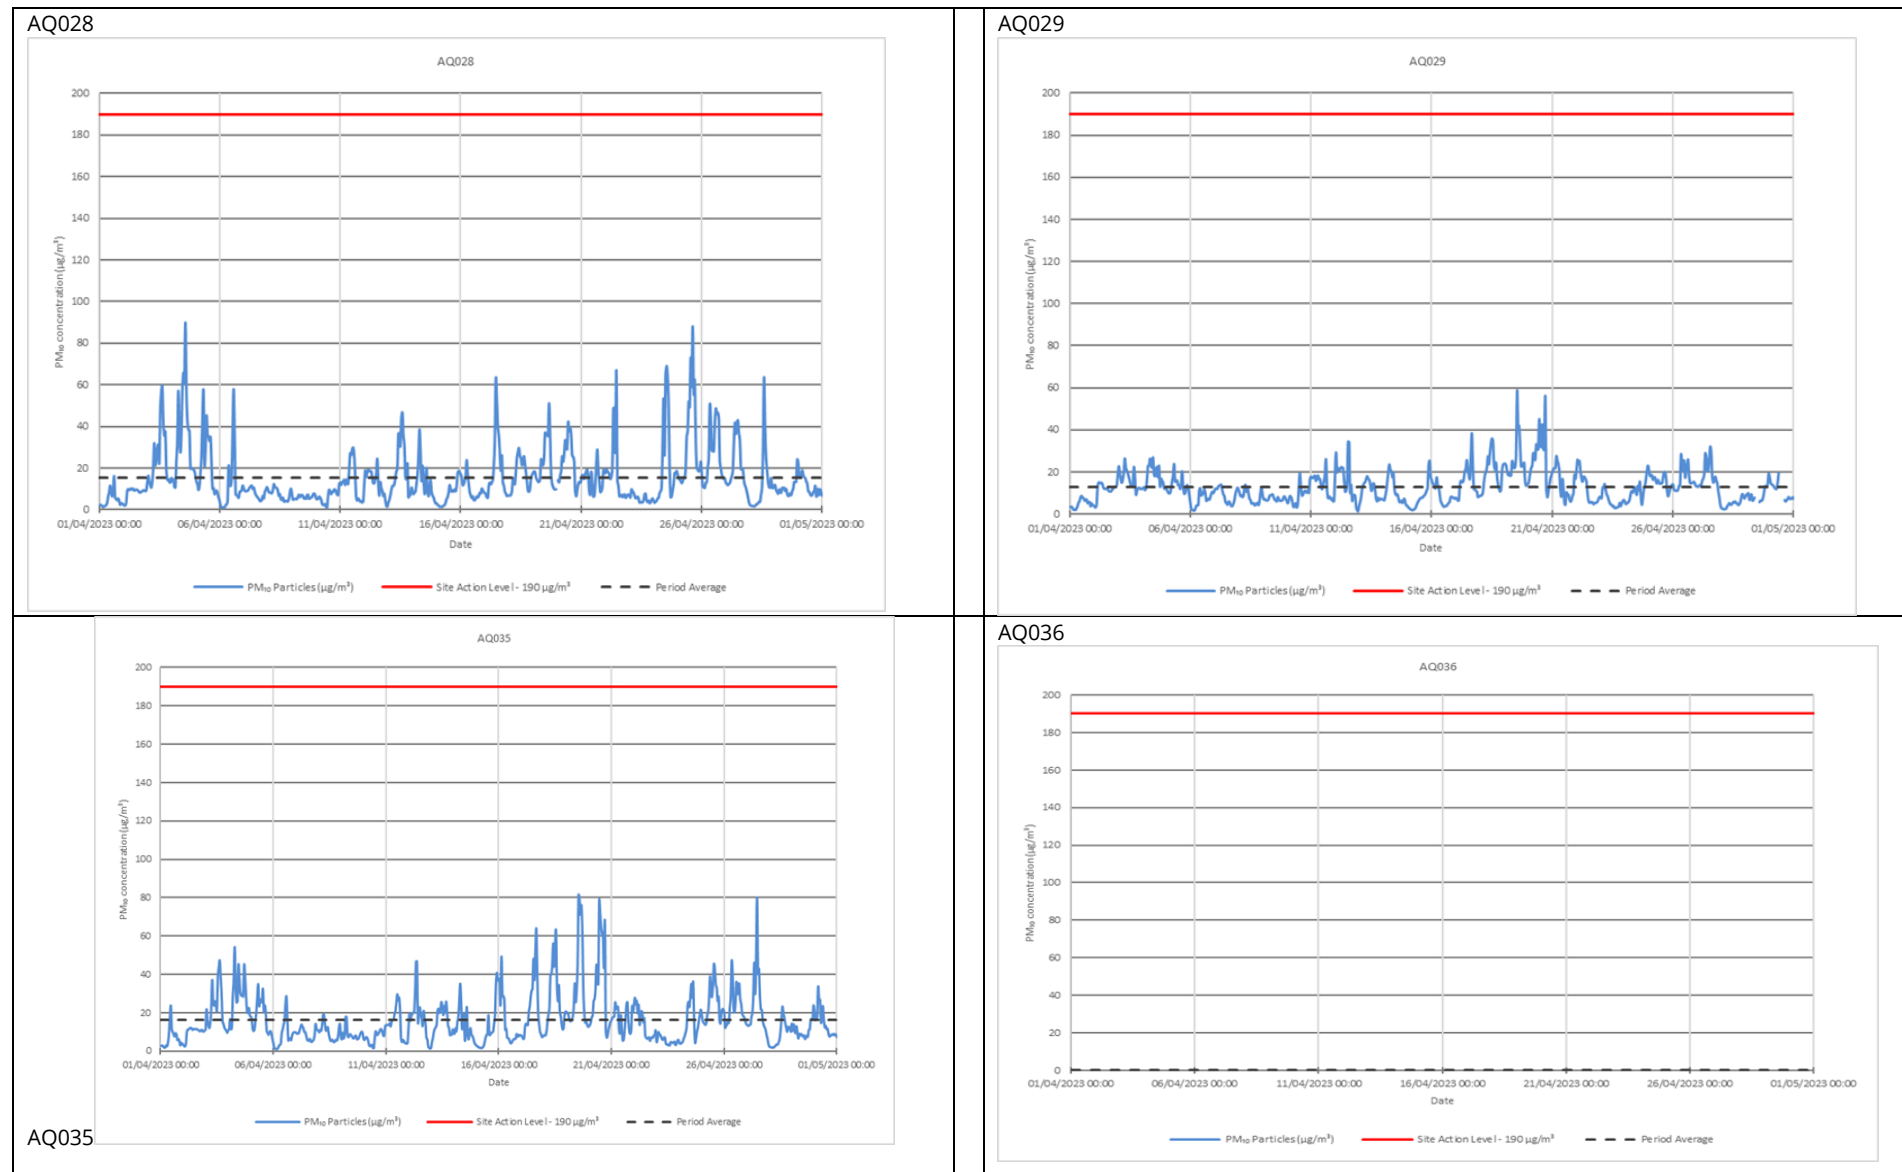 AQ028
AQ028
200
180
160
140
120
100
80
60
40
20
0
PM₁₀ concentration (µg/m³)
01/04/2023 00:00 06/04/2023 00:00 11/04/2023 00:00 16/04/2023 00:00 21/04/2023 00:00 26/04/2023 00:00 01/05/2023 00:00
Date
PM₁₀ Particles (µg/m³) Site Action Level - 190 µg/m³ Period Average
AQ029
AQ029
200
180
160
140
120
100
80
60
40
20
0
PM₁₀ concentration (µg/m³)
01/04/2023 00:00 06/04/2023 00:00 11/04/2023 00:00 16/04/2023 00:00 21/04/2023 00:00 26/04/2023 00:00 01/05/2023 00:00
Date
PM₁₀ Particles (µg/m³) Site Action Level - 190 µg/m³ Period Average
AQ035
200
180
160
140
120
100
80
60
40
20
0
PM₁₀ concentration (µg/m³)
01/04/2023 00:00 06/04/2023 00:00 11/04/2023 00:00 16/04/2023 00:00 21/04/2023 00:00 26/04/2023 00:00 01/05/2023 00:00
Date
PM₁₀ Particles (µg/m³) Site Action Level - 190 µg/m³ Period Average
AQ035
AQ036
AQ036
200
180
160
140
120
100
80
60
40
20
0
PM₁₀ concentration (µg/m³)
01/04/2023 00:00 06/04/2023 00:00 11/04/2023 00:00 16/04/2023 00:00 21/04/2023 00:00 26/04/2023 00:00 01/05/2023 00:00
Date
PM₁₀ Particles (µg/m³) Site Action Level - 190 µg/m³ Period Average